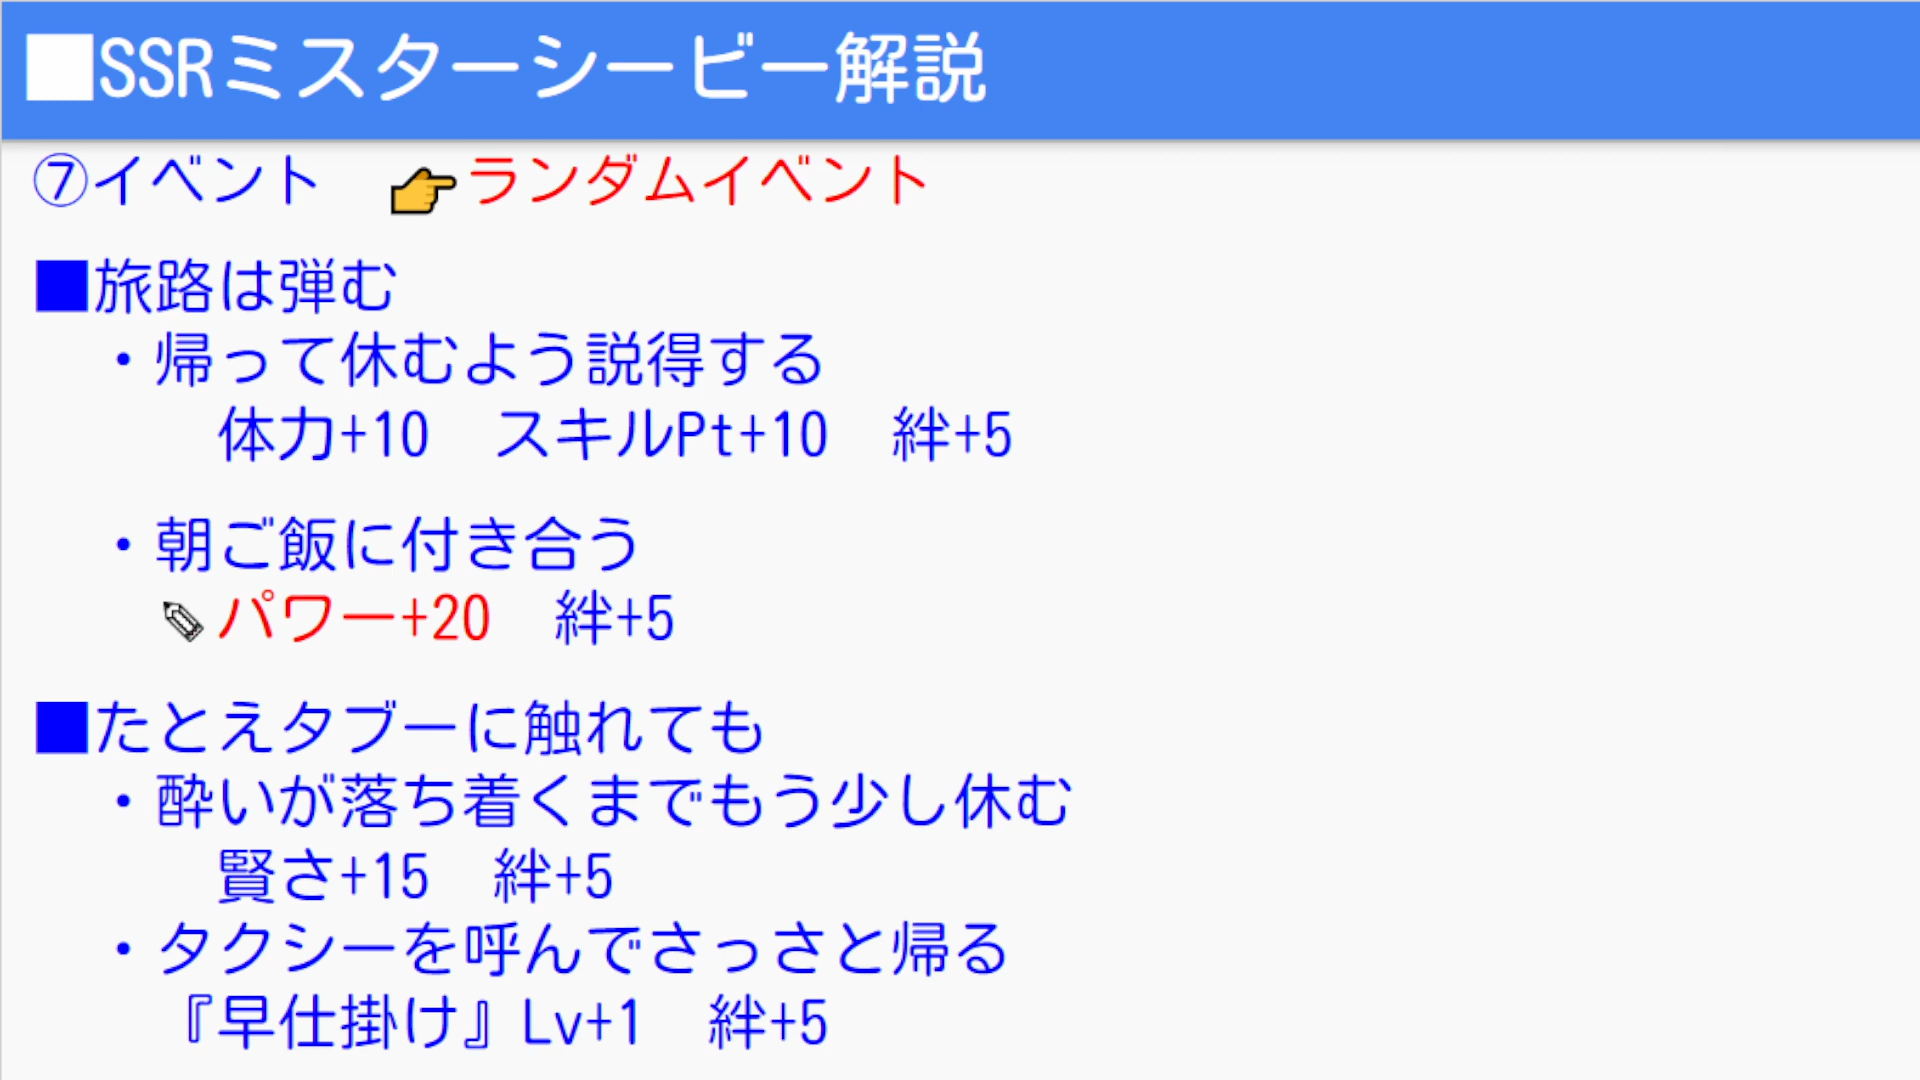 ■SSRミスターシービー解説
⑦イベント　👉ランダムイベント
■旅路は弾む
・帰って休むよう説得する
体力+10　スキルPt+10　絆+5
・朝ご飯に付き合う
✎パワー+20　絆+5
■たとえタブーに触れても
・酔いが落ち着くまでもう少し休む
賢さ+15　絆+5
・タクシーを呼んでさっさと帰る
『早仕掛け』Lv+1　絆+5